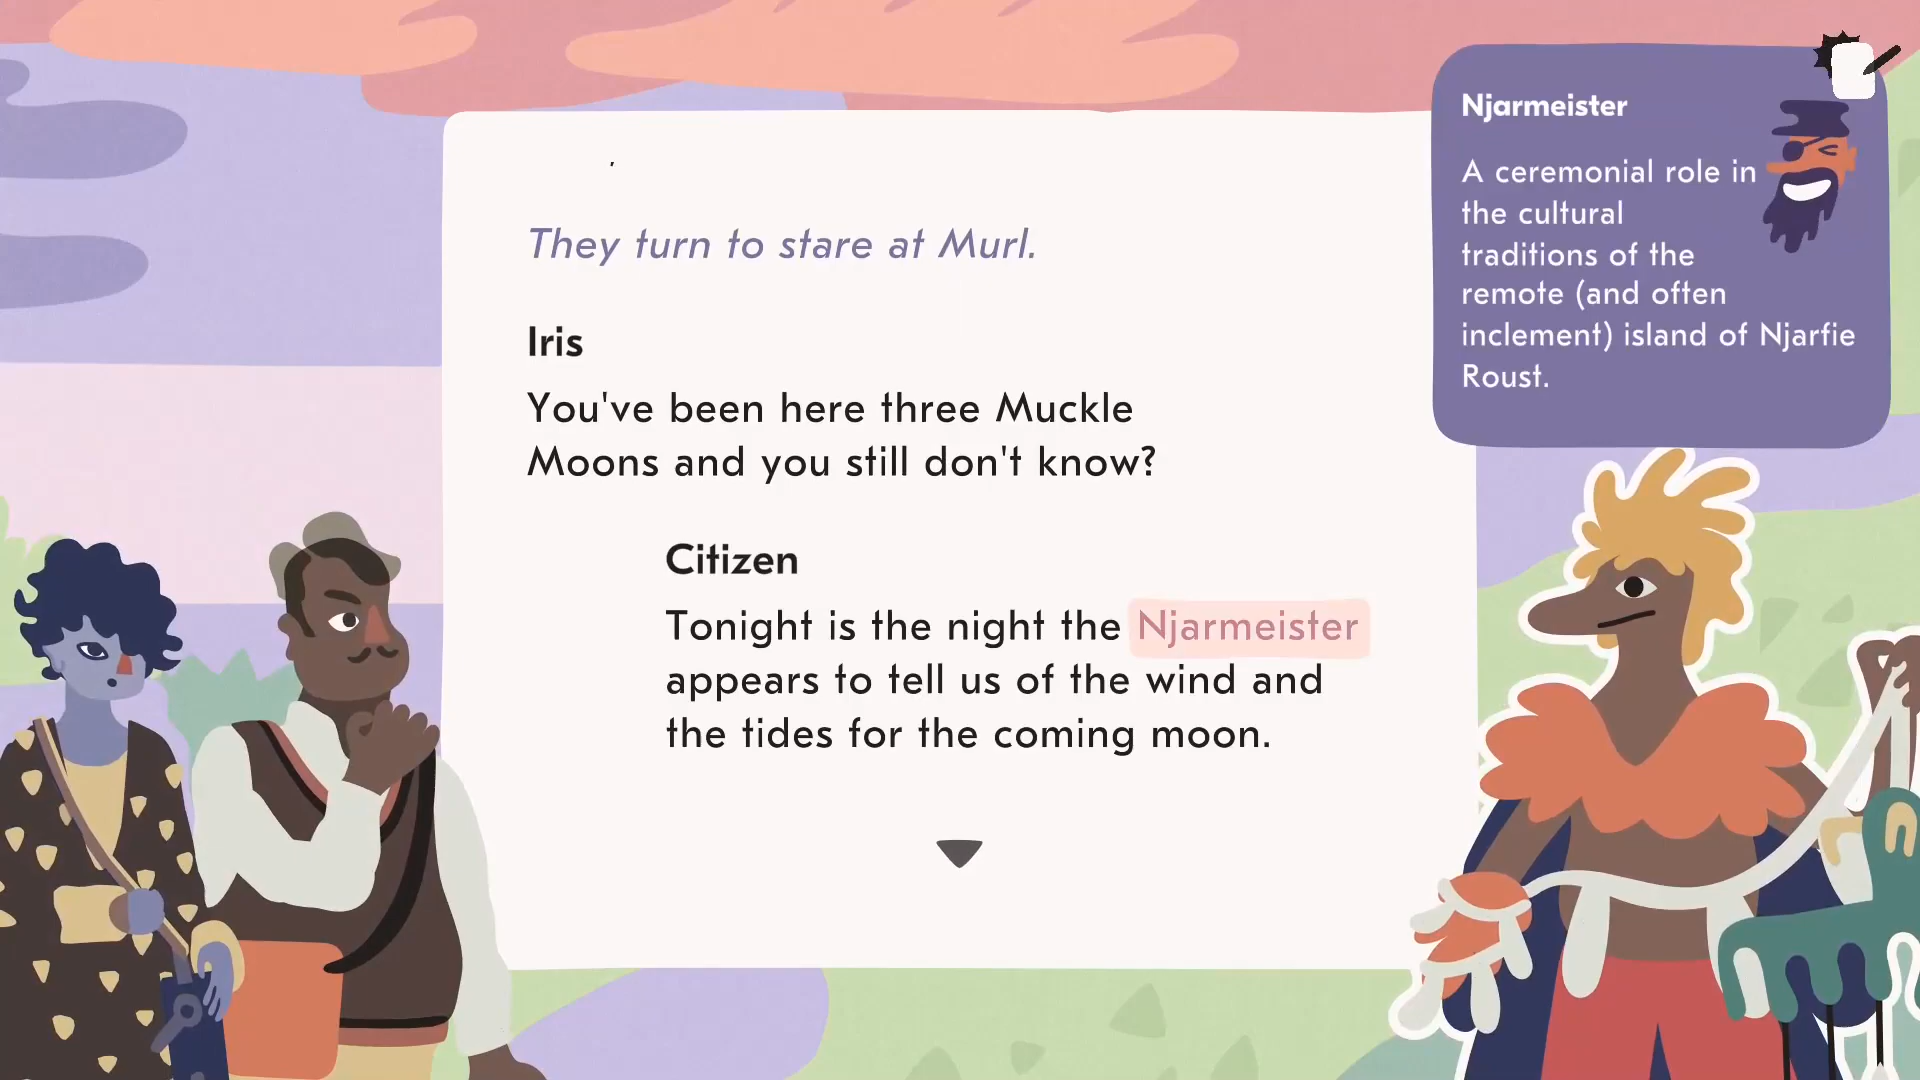 They turn to stare at Murl.
Iris
You've been here three Muckle
Moons and you still don't know?
Citizen
Tonight is the night the Njarmeister
appears to tell us of the wind and
the tides for the coming moon.
Njarmeister
A ceremonial role in
the cultural
traditions of the
remote (and often
inclement) island of Njarfie
Roust.